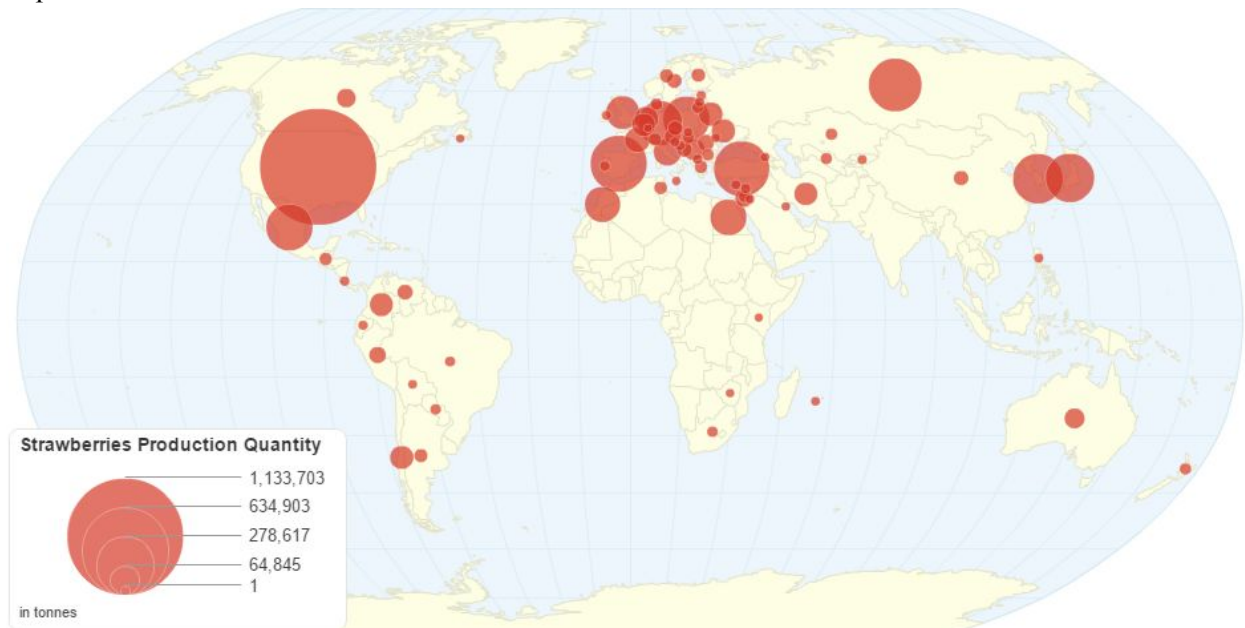 Strawberries Production Quantity
1,133,703
634,903
278,617
64,845
1
in tonnes